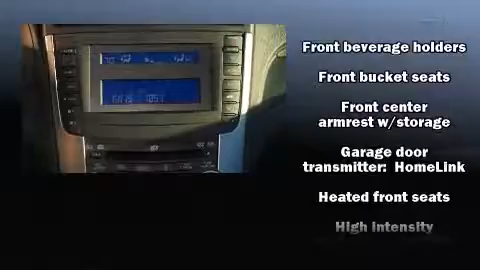 Front beverage holders
Front bucket seats
Front center
armrest w/storage
Garage door
transmitter: HomeLink
Heated front seats
High intensity